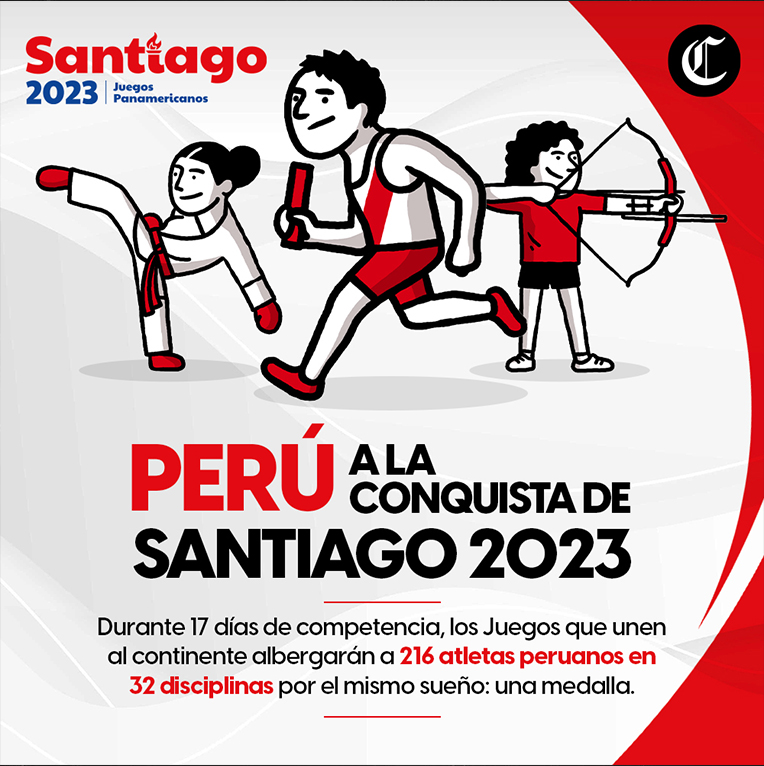 Santiago
2023 Juegos
Panamericanos
C
PERÚ A LA
CONQUISTA DE
SANTIAGO 2023
Durante 17 días de competencia, los Juegos que unen
al continente albergarán a 216 atletas peruanos en
32 disciplinas por el mismo sueño: una medalla.